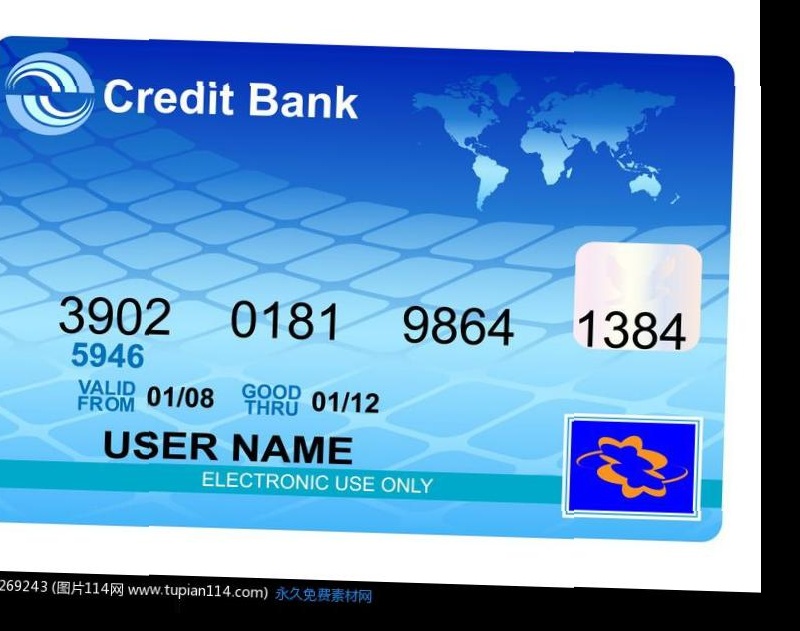 Credit Bank
3902 0181 9864 1384
5946
VALID FROM 01/08 GOOD THRU 01/12
USER NAME
ELECTRONIC USE ONLY
269243 (图片114网 www.tupian114.com) 永久免费素材网